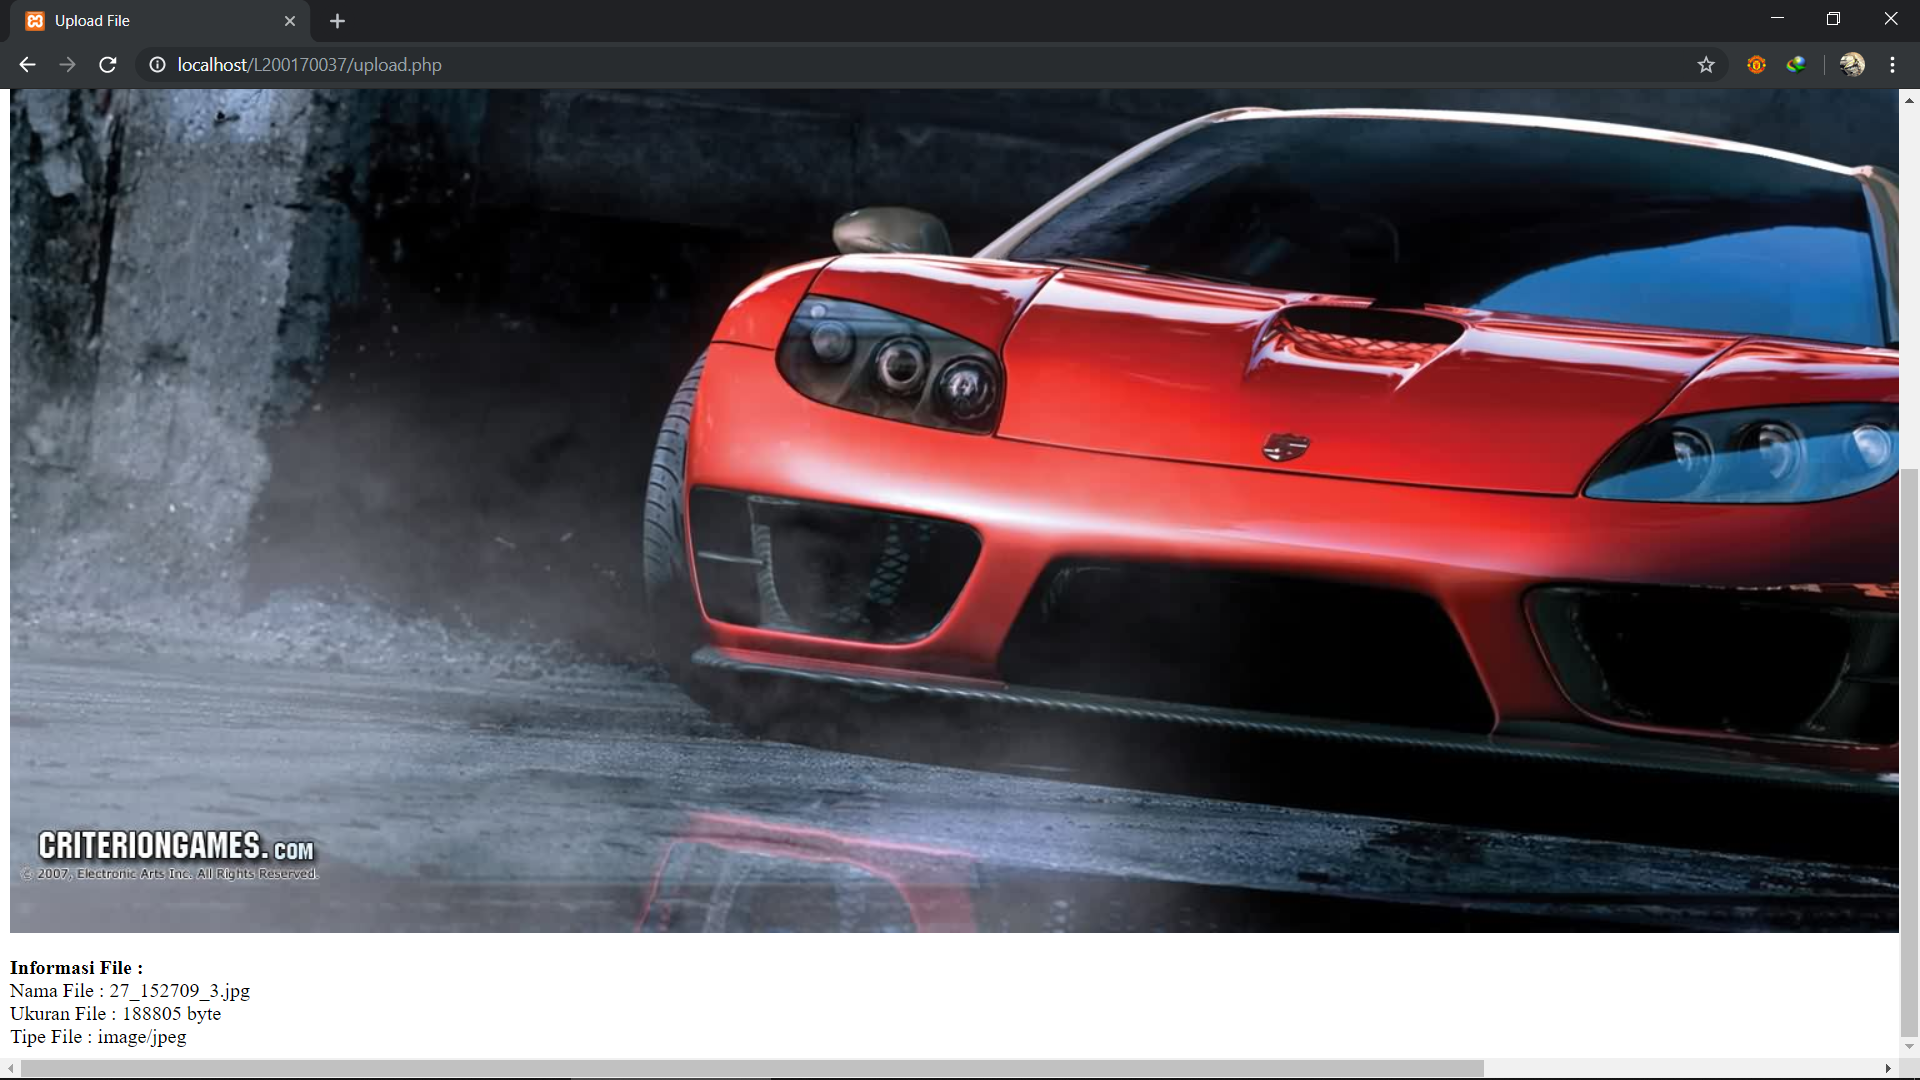 Upload File
localhost/L200170037/upload.php
CRITERIONGAMES.COM
© 2007, Electronic Arts Inc. All Rights Reserved.
Informasi File :
Nama File : 27_152709_3.jpg
Ukuran File : 188805 byte
Tipe File : image/jpeg